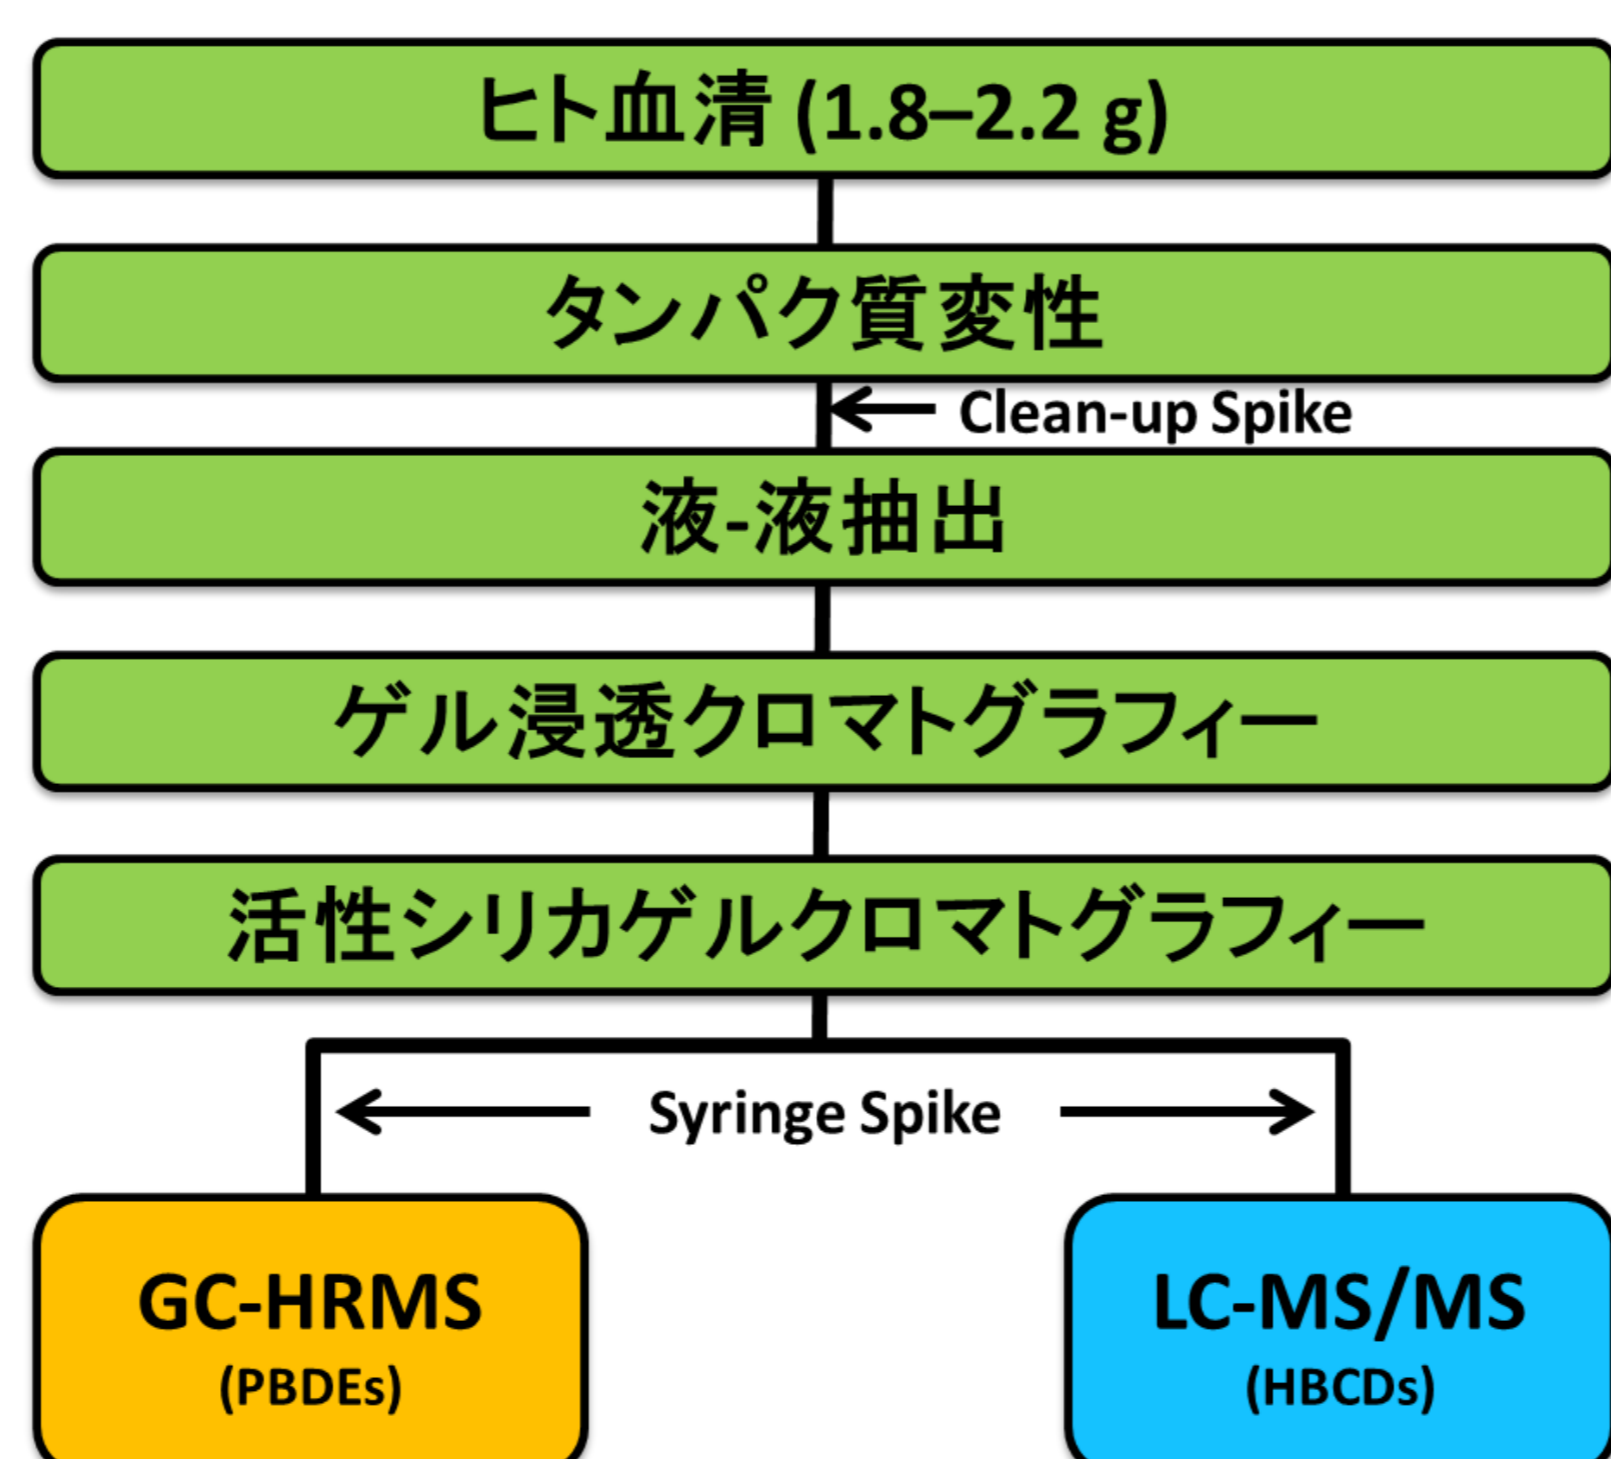 ヒト血清 (1.8–2.2 g)
タンパク質変性
Clean-up Spike
液-液抽出
ゲル浸透クロマトグラフィー
活性シリカゲルクロマトグラフィー
Syringe Spike
GC-HRMS
(PBDEs)
LC-MS/MS
(HBCDs)